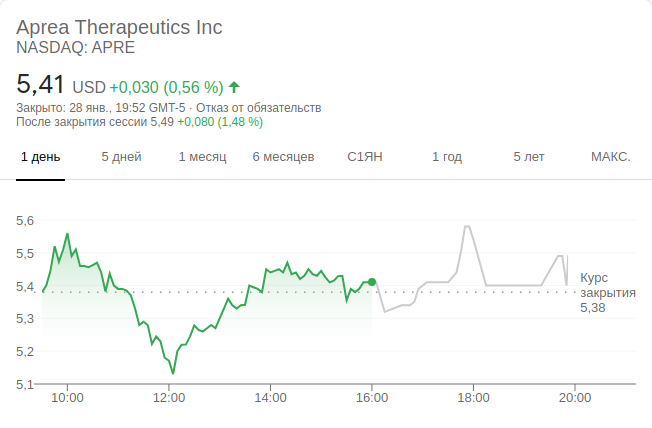 Aprea Therapeutics Inc
NASDAQ: APRE
5,41 USD +0,030 (0,56 %)
Закрыто: 28 янв., 19:52 GMT-5 · Отказ от обязательств
После закрытия сессии 5,49 +0,080 (1,48 %)
1 день 5 дней 1 месяц 6 месяцев С1ЯН 1 год 5 лет МАКС.
5,6
5,5
5,4
5,3
5,2
5,1
Курс
закрытия
5,38
10:00 12:00 14:00 16:00 18:00 20:00